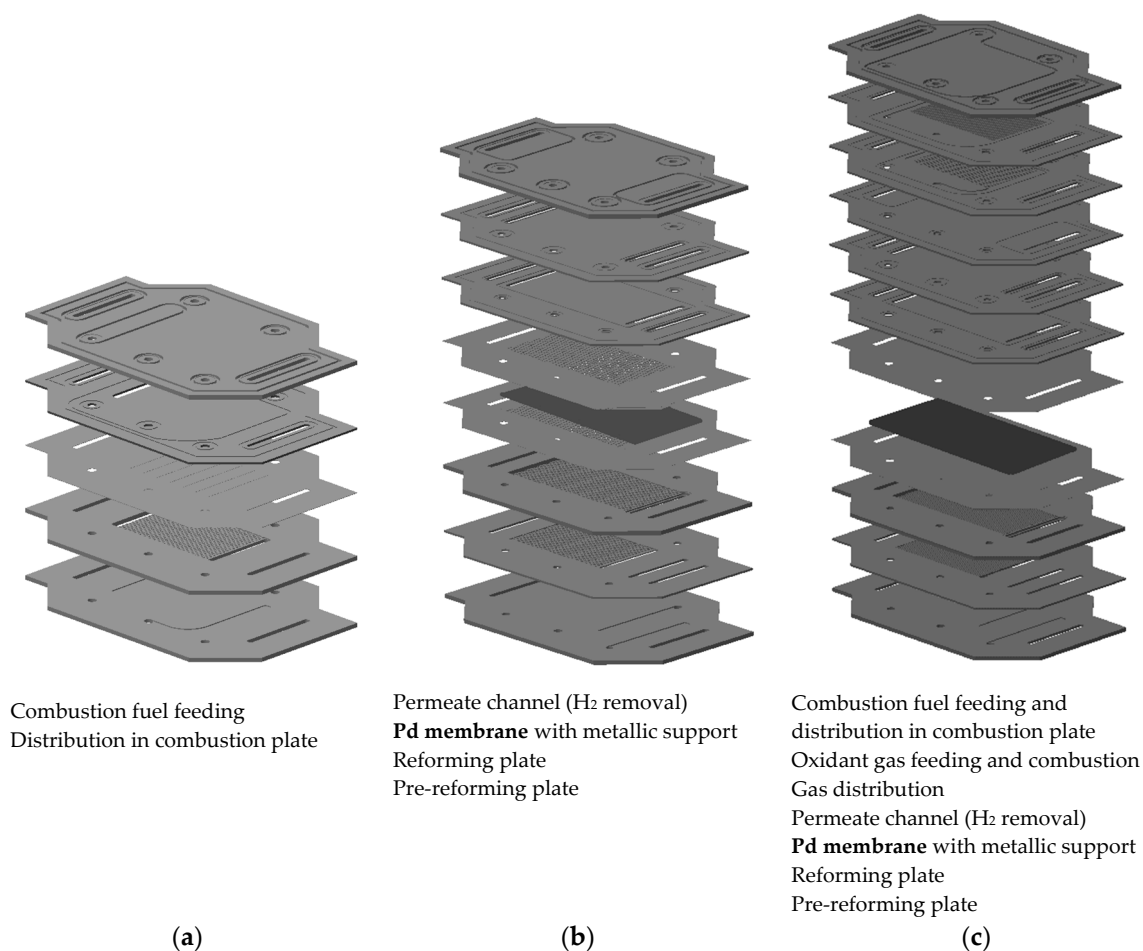 Combustion fuel feeding
Distribution in combustion plate
(a)
Permeate channel (H2 removal)
Pd membrane with metallic support
Reforming plate
Pre-reforming plate
(b)
Combustion fuel feeding and
distribution in combustion plate
Oxidant gas feeding and combustion
Gas distribution
Permeate channel (H2 removal)
Pd membrane with metallic support
Reforming plate
Pre-reforming plate
(c)